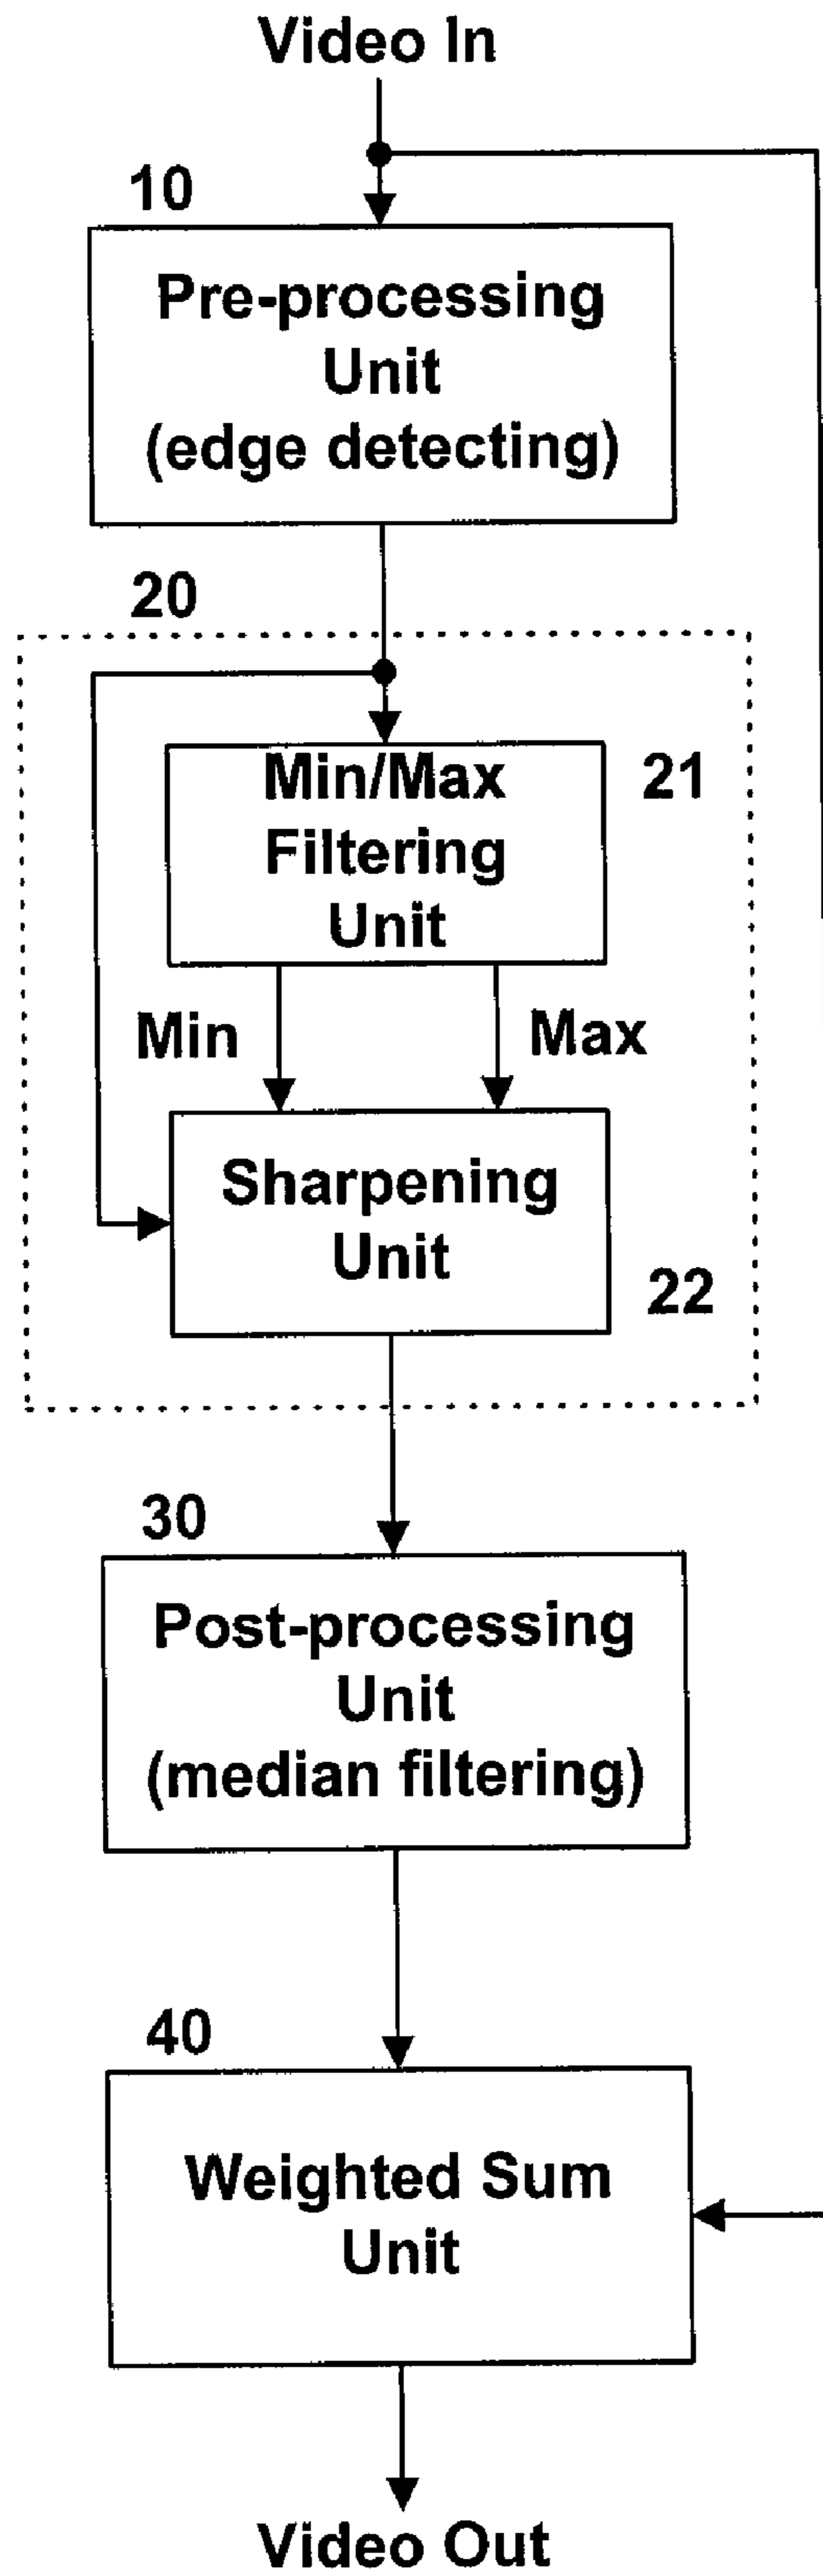 Video In
10
Pre-processing
Unit
(edge detecting)
20
Min/Max
21
Filtering
Unit
Min
Max
Sharpening
Unit
22
30
Post-processing
Unit
(median filtering)
40
Weighted Sum
Unit
Video Out